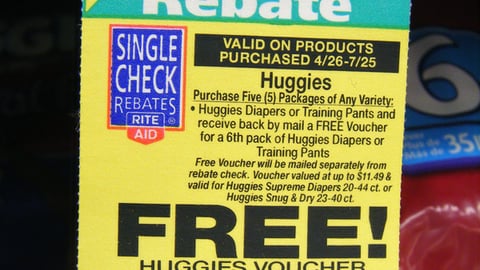 Rebate
SINGLE
CHECK
REBATES
RITE ®
AID
VALID ON PRODUCTS
PURCHASED 4/26-7/25
Huggies
Purchase Five (5) Packages of Any Variety:
• Huggies Diapers or Training Pants and
receive back by mail a FREE Voucher
for a 6th pack of Huggies Diapers or
Training Pants
Free Voucher will be mailed separately from
rebate check. Voucher valued at up to $11.49 &
valid for Huggies Supreme Diapers 20-44 ct. or
Huggies Snug & Dry 23-40 ct.
FREE!
HUGGIES VOUCHER
6
Más de 35